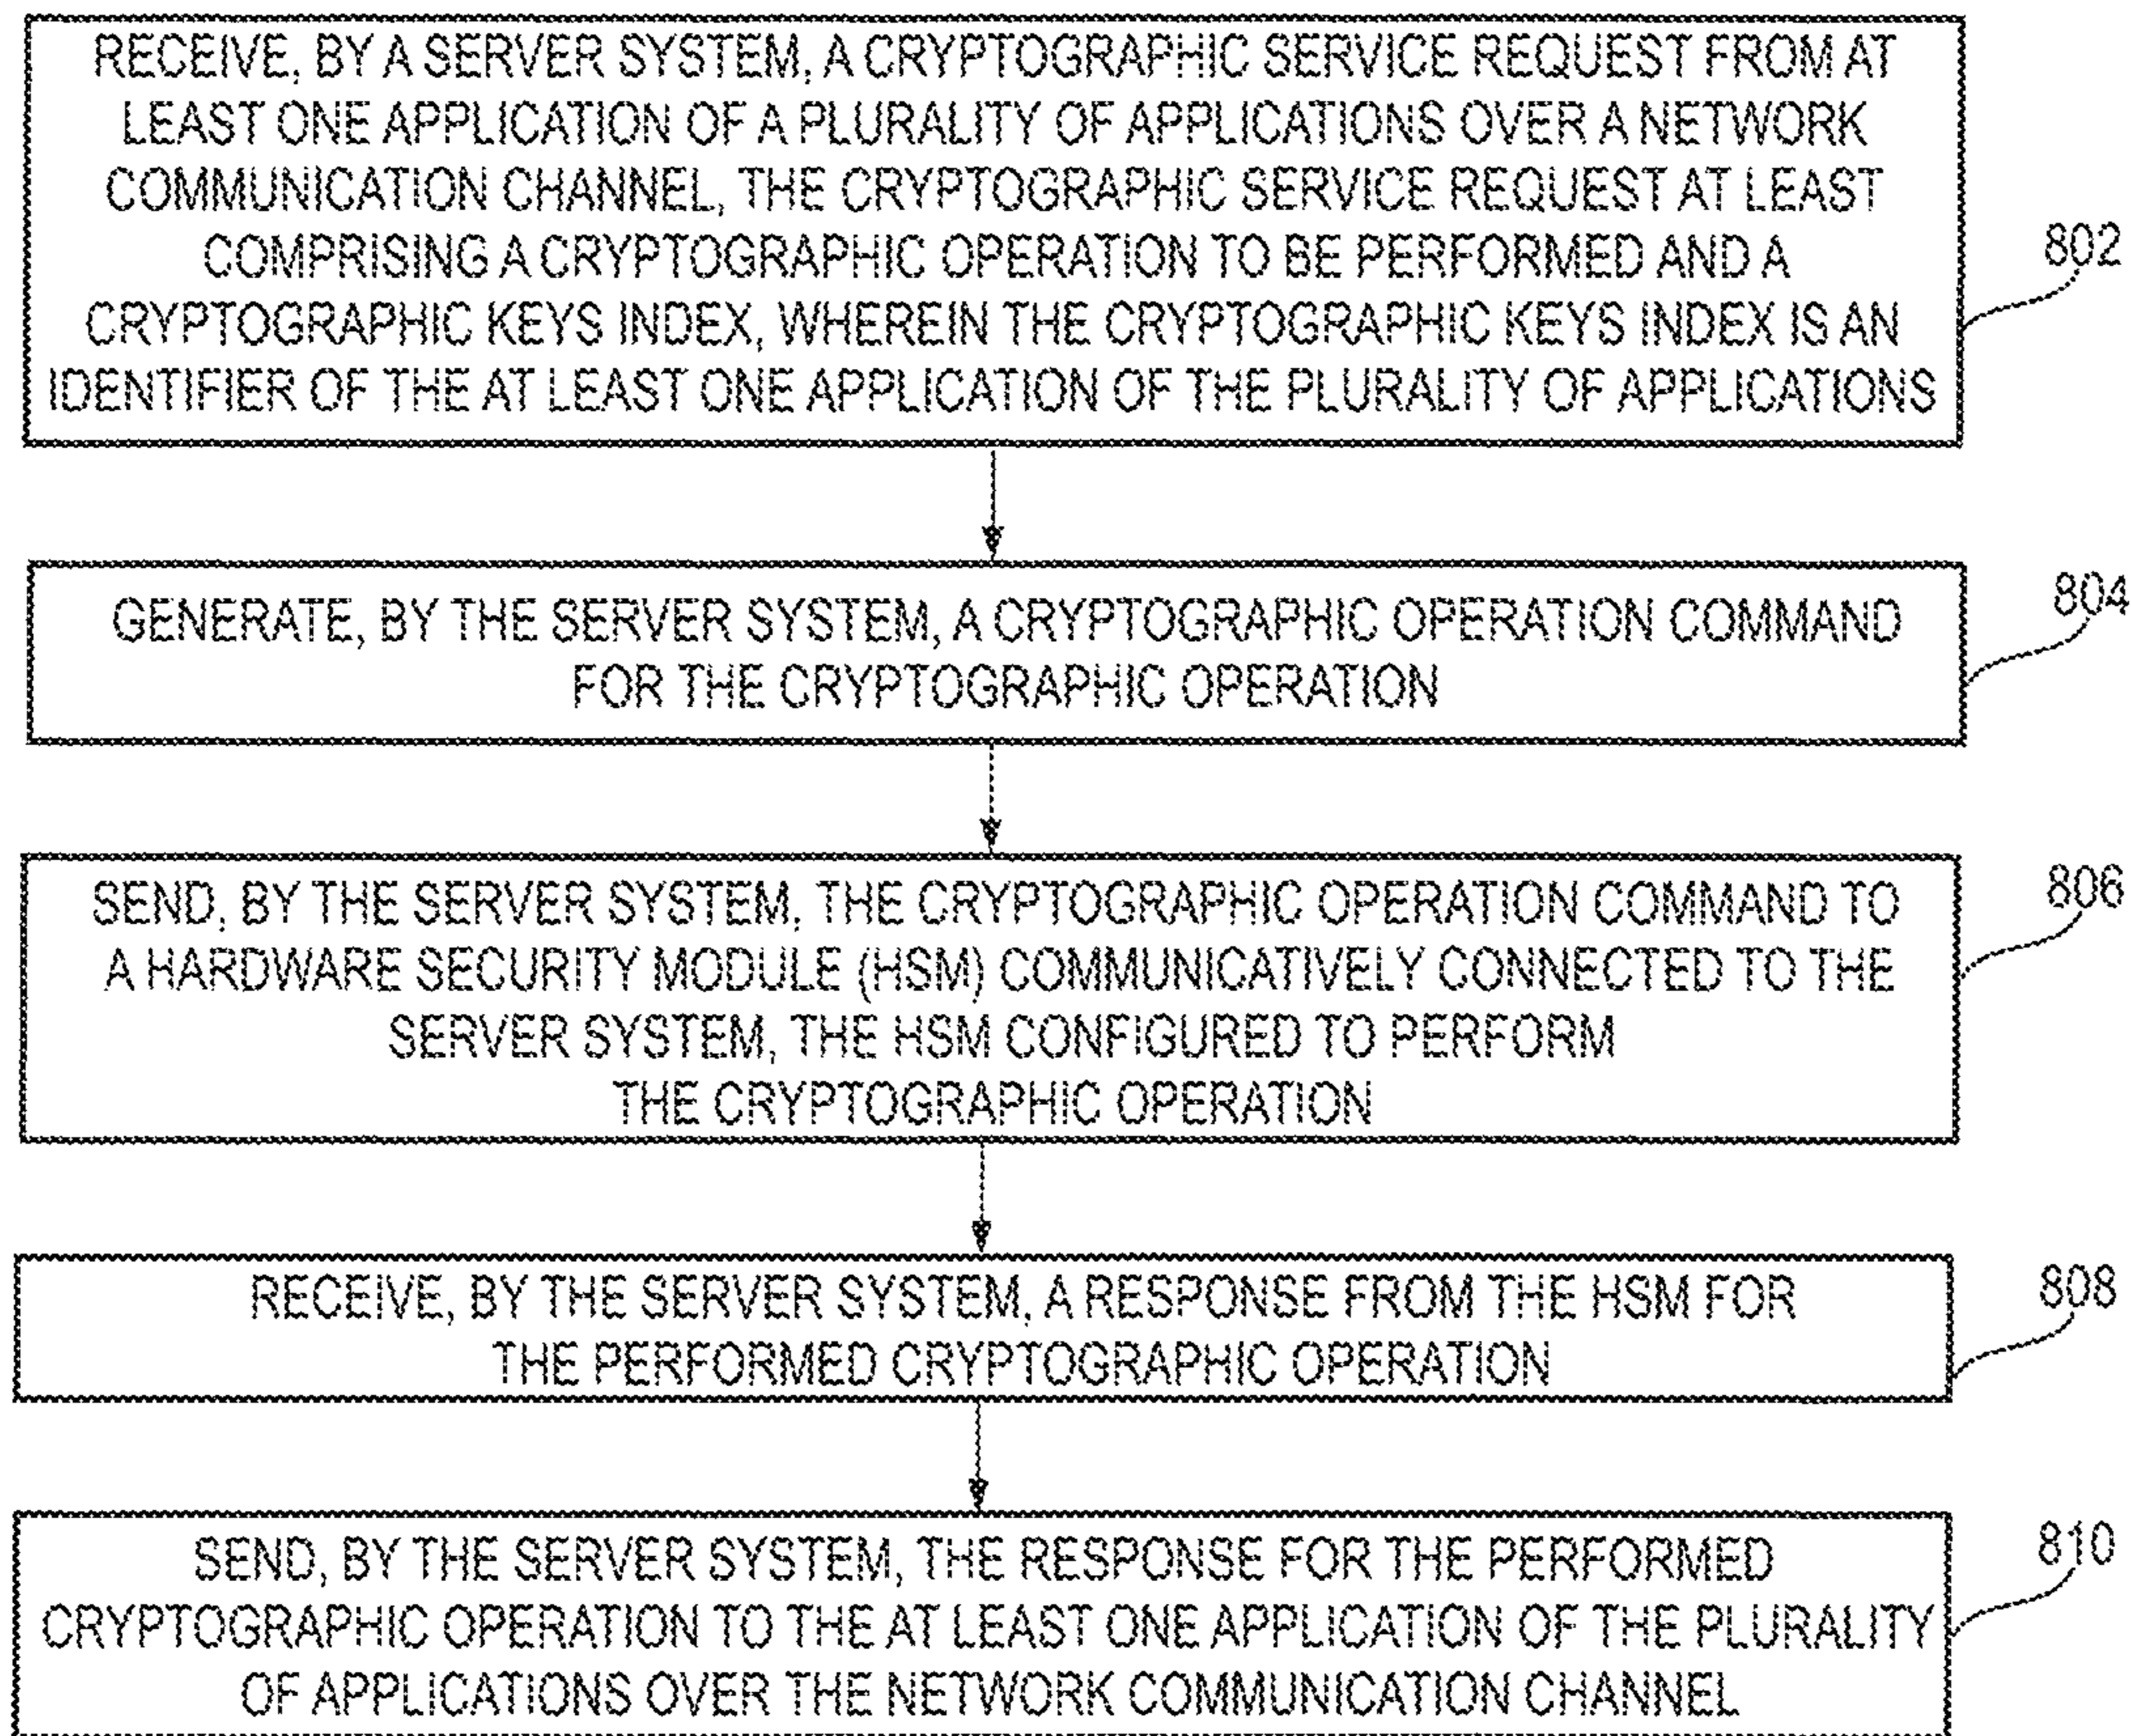 RECEIVE, BY A SERVER SYSTEM, A CRYPTOGRAPHIC SERVICE REQUEST FROM AT
LEAST ONE APPLICATION OF A PLURALITY OF APPLICATIONS OVER A NETWORK
COMMUNICATION CHANNEL, THE CRYPTOGRAPHIC SERVICE REQUEST AT LEAST
COMPRISING A CRYPTOGRAPHIC OPERATION TO BE PERFORMED AND A
CRYPTOGRAPHIC KEYS INDEX, WHEREIN THE CRYPTOGRAPHIC KEYS INDEX IS AN
IDENTIFIER OF THE AT LEAST ONE APPLICATION OF THE PLURALITY OF APPLICATIONS
802
GENERATE, BY THE SERVER SYSTEM, A CRYPTOGRAPHIC OPERATION COMMAND
FOR THE CRYPTOGRAPHIC OPERATION
804
SEND, BY THE SERVER SYSTEM, THE CRYPTOGRAPHIC OPERATION COMMAND TO
A HARDWARE SECURITY MODULE (HSM) COMMUNICATIVELY CONNECTED TO THE
SERVER SYSTEM, THE HSM CONFIGURED TO PERFORM
THE CRYPTOGRAPHIC OPERATION
806
RECEIVE, BY THE SERVER SYSTEM, A RESPONSE FROM THE HSM FOR
THE PERFORMED CRYPTOGRAPHIC OPERATION
808
SEND, BY THE SERVER SYSTEM, THE RESPONSE FOR THE PERFORMED
CRYPTOGRAPHIC OPERATION TO THE AT LEAST ONE APPLICATION OF THE PLURALITY
OF APPLICATIONS OVER THE NETWORK COMMUNICATION CHANNEL
810